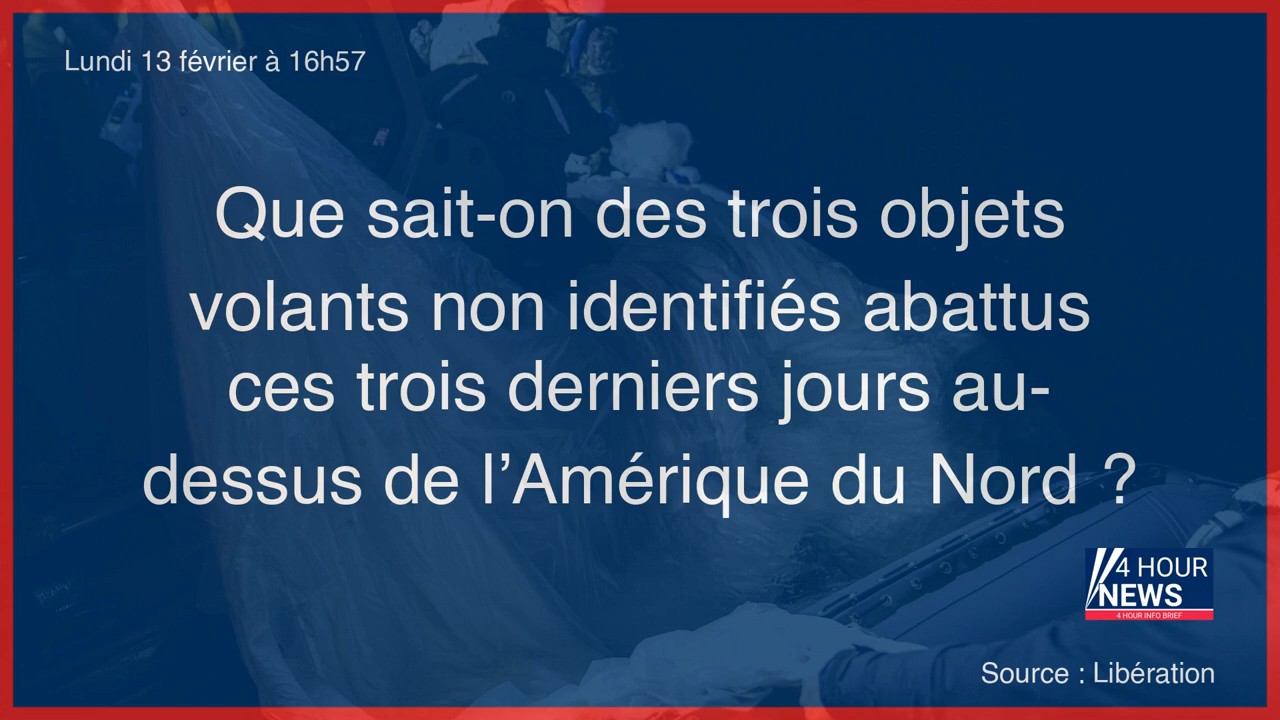 Lundi 13 février à 16h57
Que sait-on des trois objets
volants non identifiés abattus
ces trois derniers jours au-
dessus de l’Amérique du Nord ?
4 HOUR
NEWS
4 HOUR INFO BRIEF
Source : Libération